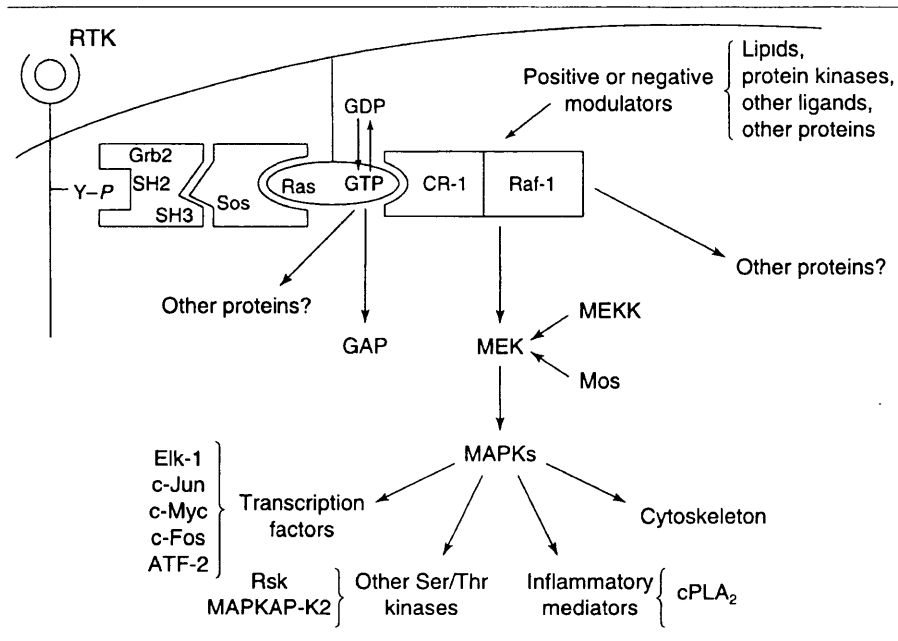 RTK
Positive or negative
modulators
Lipids,
protein kinases,
other ligands,
other proteins
GDP
Grb2
SH2
SH3
Y–P
Sos
Ras
GTP
CR-1
Raf-1
Other proteins?
Other proteins?
GAP
MEK
MEKK
Mos
MAPKs
Elk-1
c-Jun
c-Myc
c-Fos
ATF-2
Transcription
factors
Cytoskeleton
Rsk
MAPKAP-K2
Other Ser/Thr
kinases
Inflammatory
mediators
cPLA₂